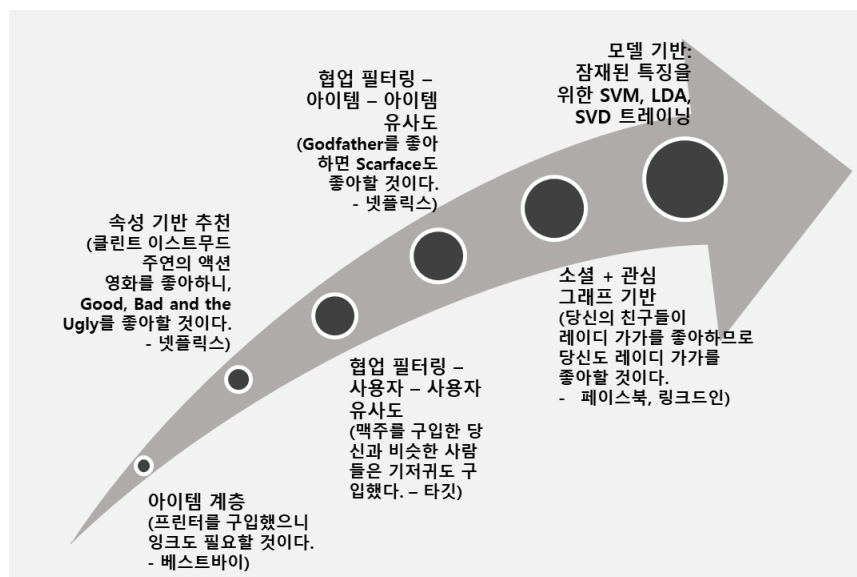 모델 기반:
잠재된 특징을
위한 SVM, LDA,
SVD 트레이닝
협업 필터링 –
아이템 – 아이템
유사도
(Godfather를 좋아
하면 Scarface도
좋아할 것이다.
- 넷플릭스)
속성 기반 추천
(클린트 이스트무드
주연의 액션
영화를 좋아하니,
Good, Bad and the
Ugly를 좋아할 것이다.
- 넷플릭스)
소셜 + 관심
그래프 기반
(당신의 친구들이
레이디 가가를 좋아하므로
당신도 레이디 가가를
좋아할 것이다.
- 페이스북, 링크드인)
협업 필터링 –
사용자 – 사용자
유사도
(맥주를 구입한 당
신과 비슷한 사람
들은 기저귀도 구
입했다. – 타깃)
아이템 계층
(프린터를 구입했으니
잉크도 필요할 것이다.
- 베스트바이)